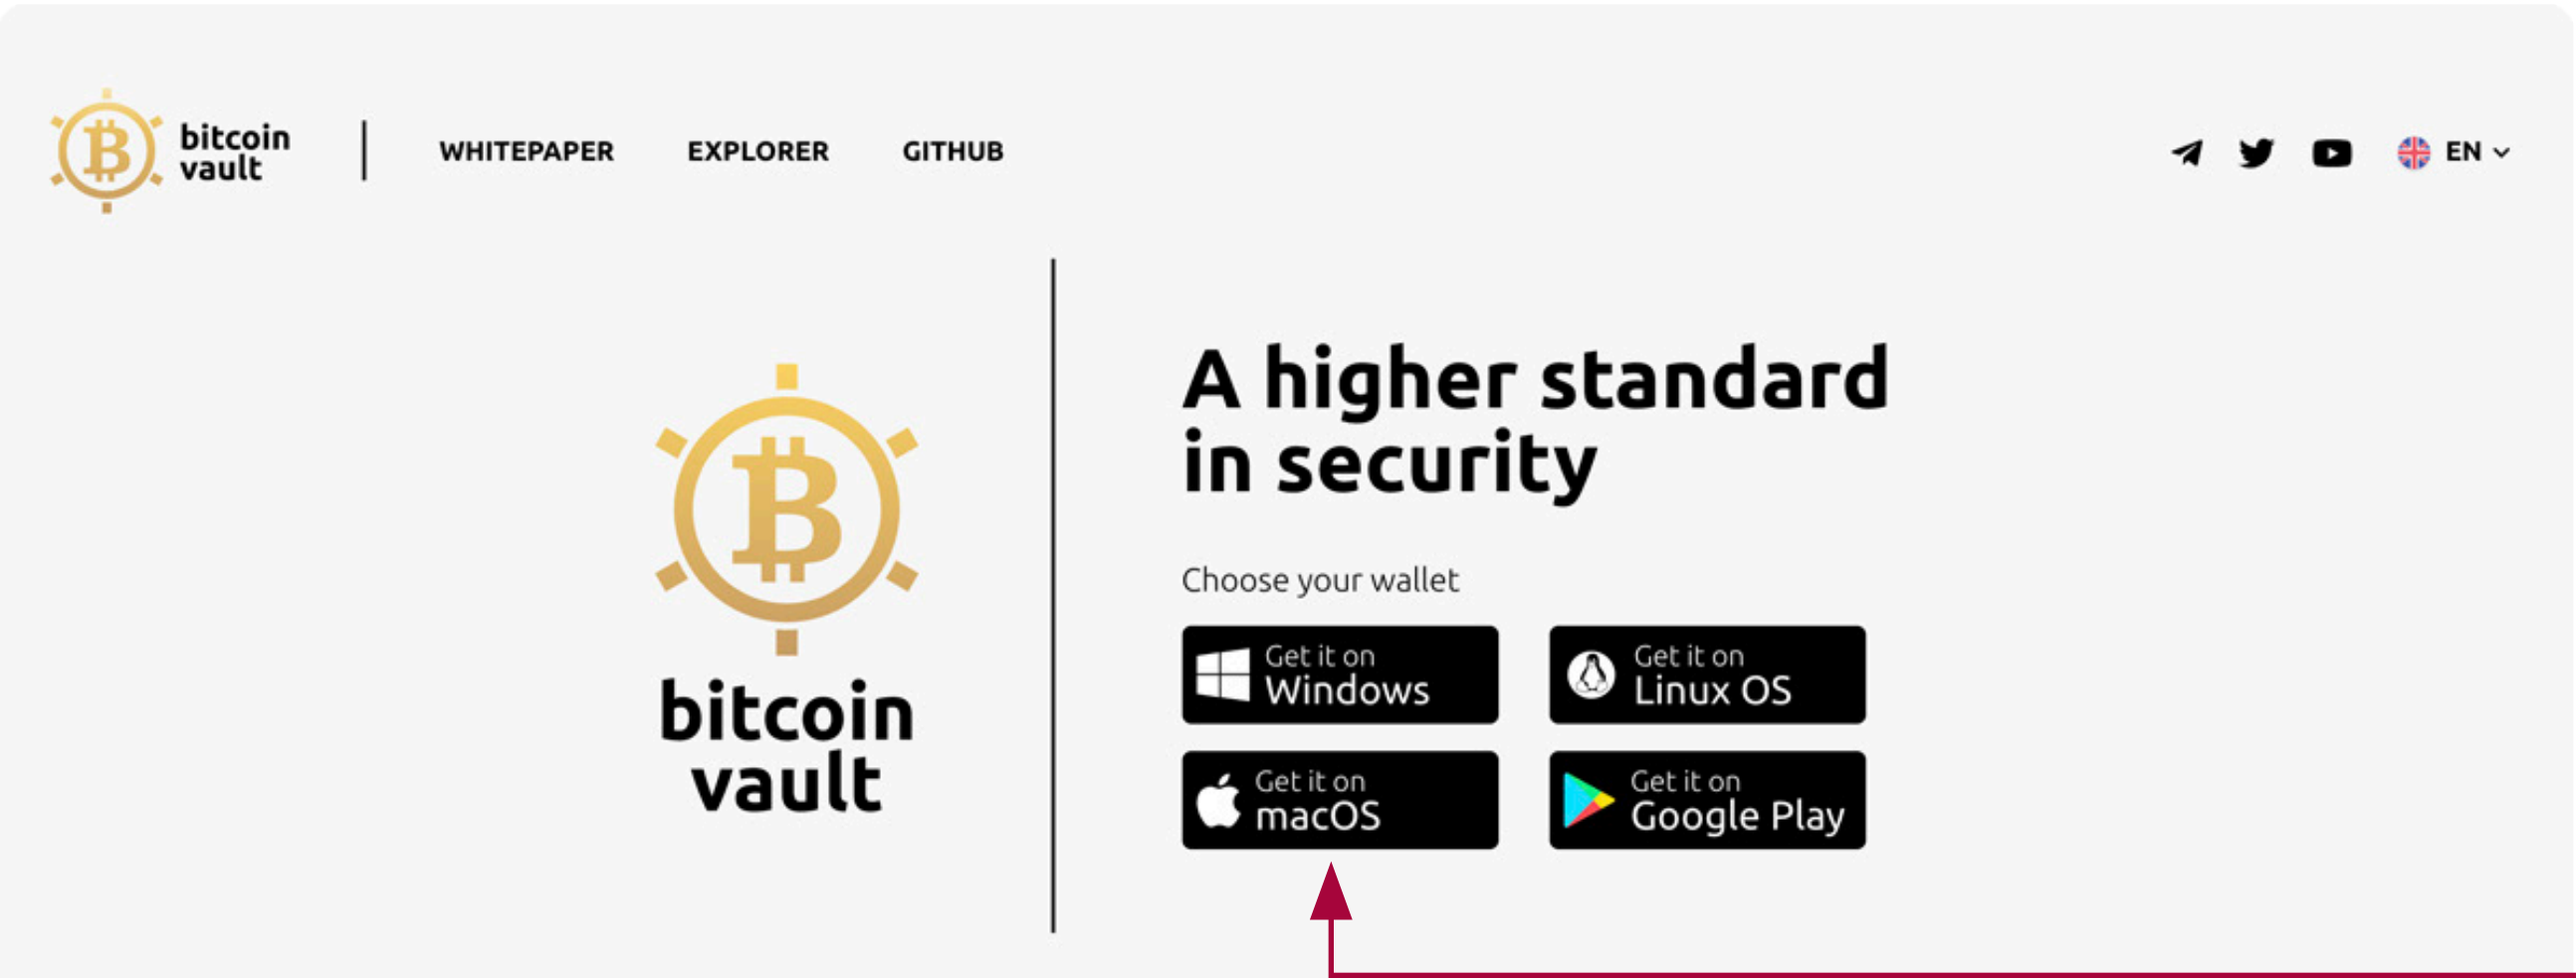 bitcoin
vault
WHITEPAPER EXPLORER GITHUB
EN
bitcoin
vault
A higher standard
in security
Choose your wallet
Get it on
Windows
Get it on
Linux OS
Get it on
macOS
Get it on
Google Play